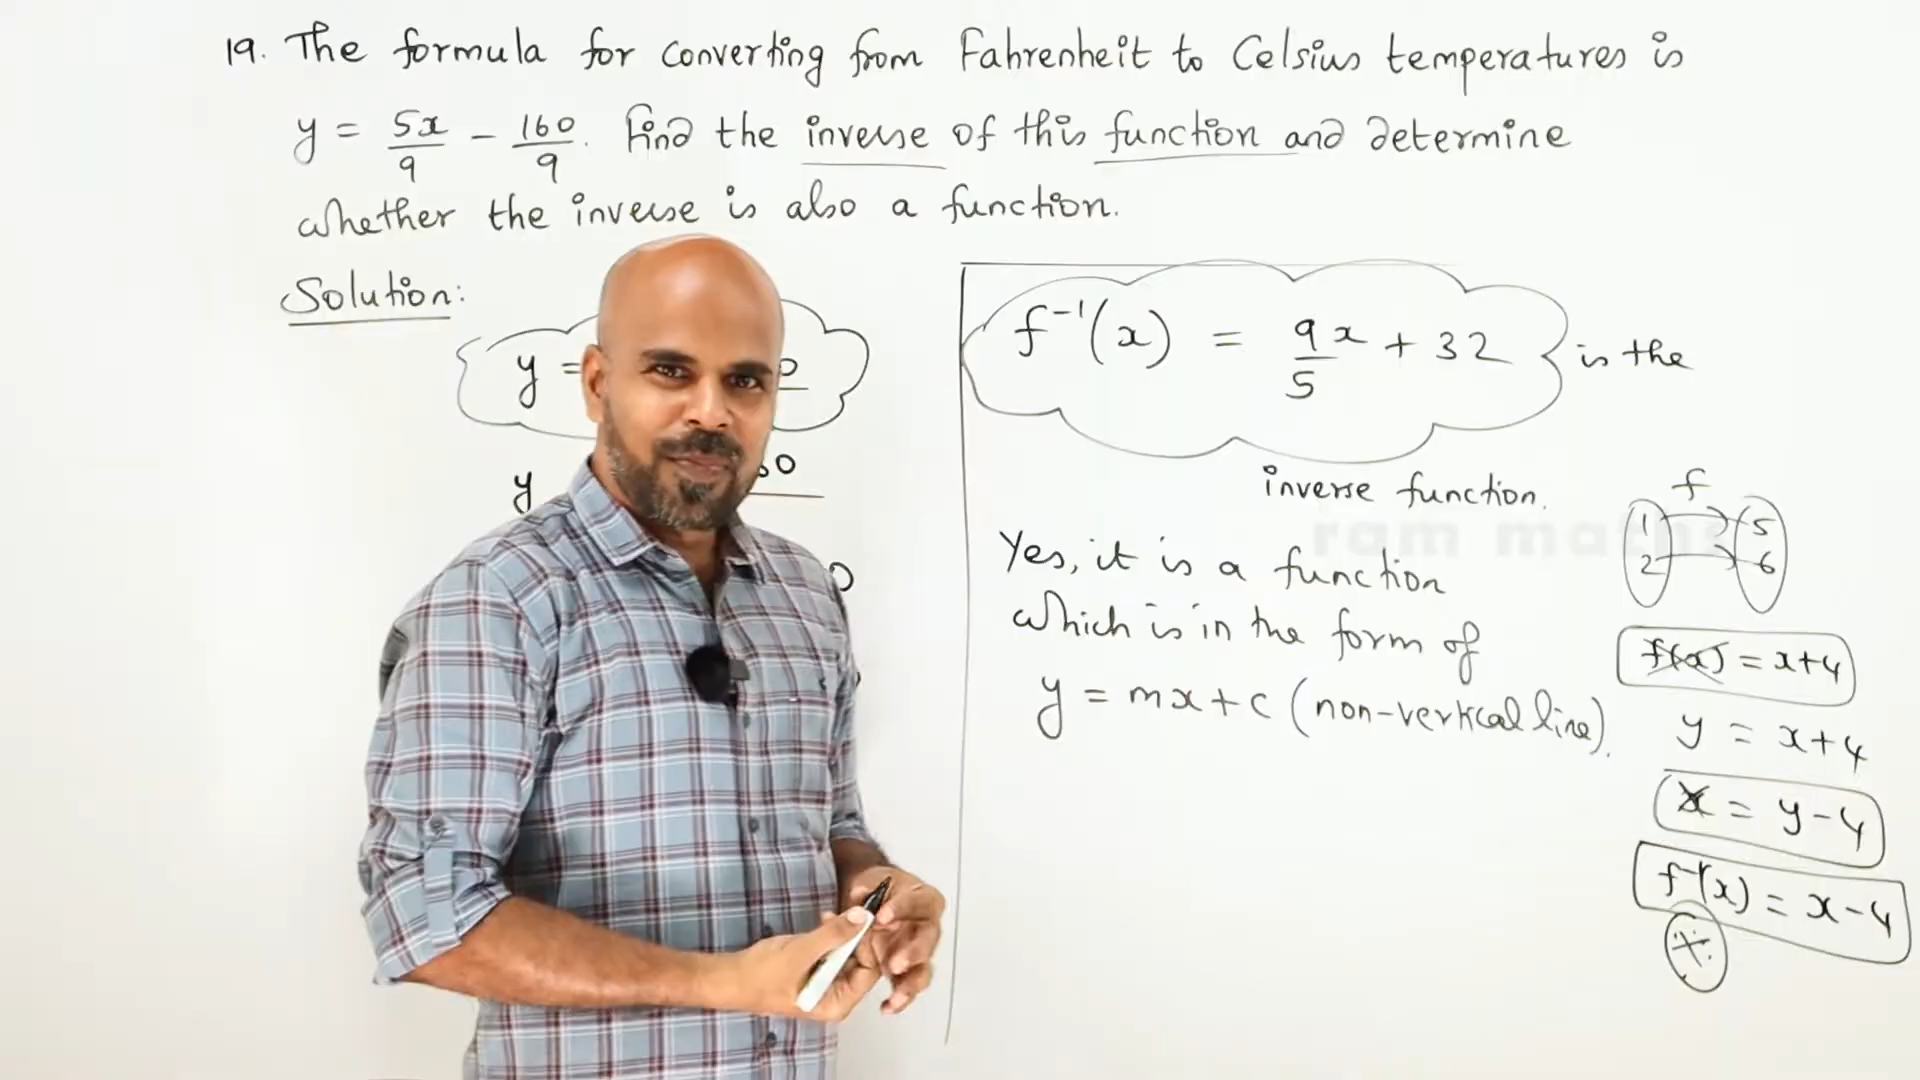 19. The formula for converting from Fahrenheit to Celsius temperatures is
y = 5x/9 - 160/9. Find the inverse of this function and determine
whether the inverse is also a function.
Solution:
y =
y
f⁻¹(x) = 9x/5 + 32 is the
inverse function.
Yes, it is a function
which is in the form of
y = mx + c (non-vertical line).
f
1 5
2 6
f(x) = x+4
y = x+4
x = y-4
f⁻¹(x) = x-4
ram maths